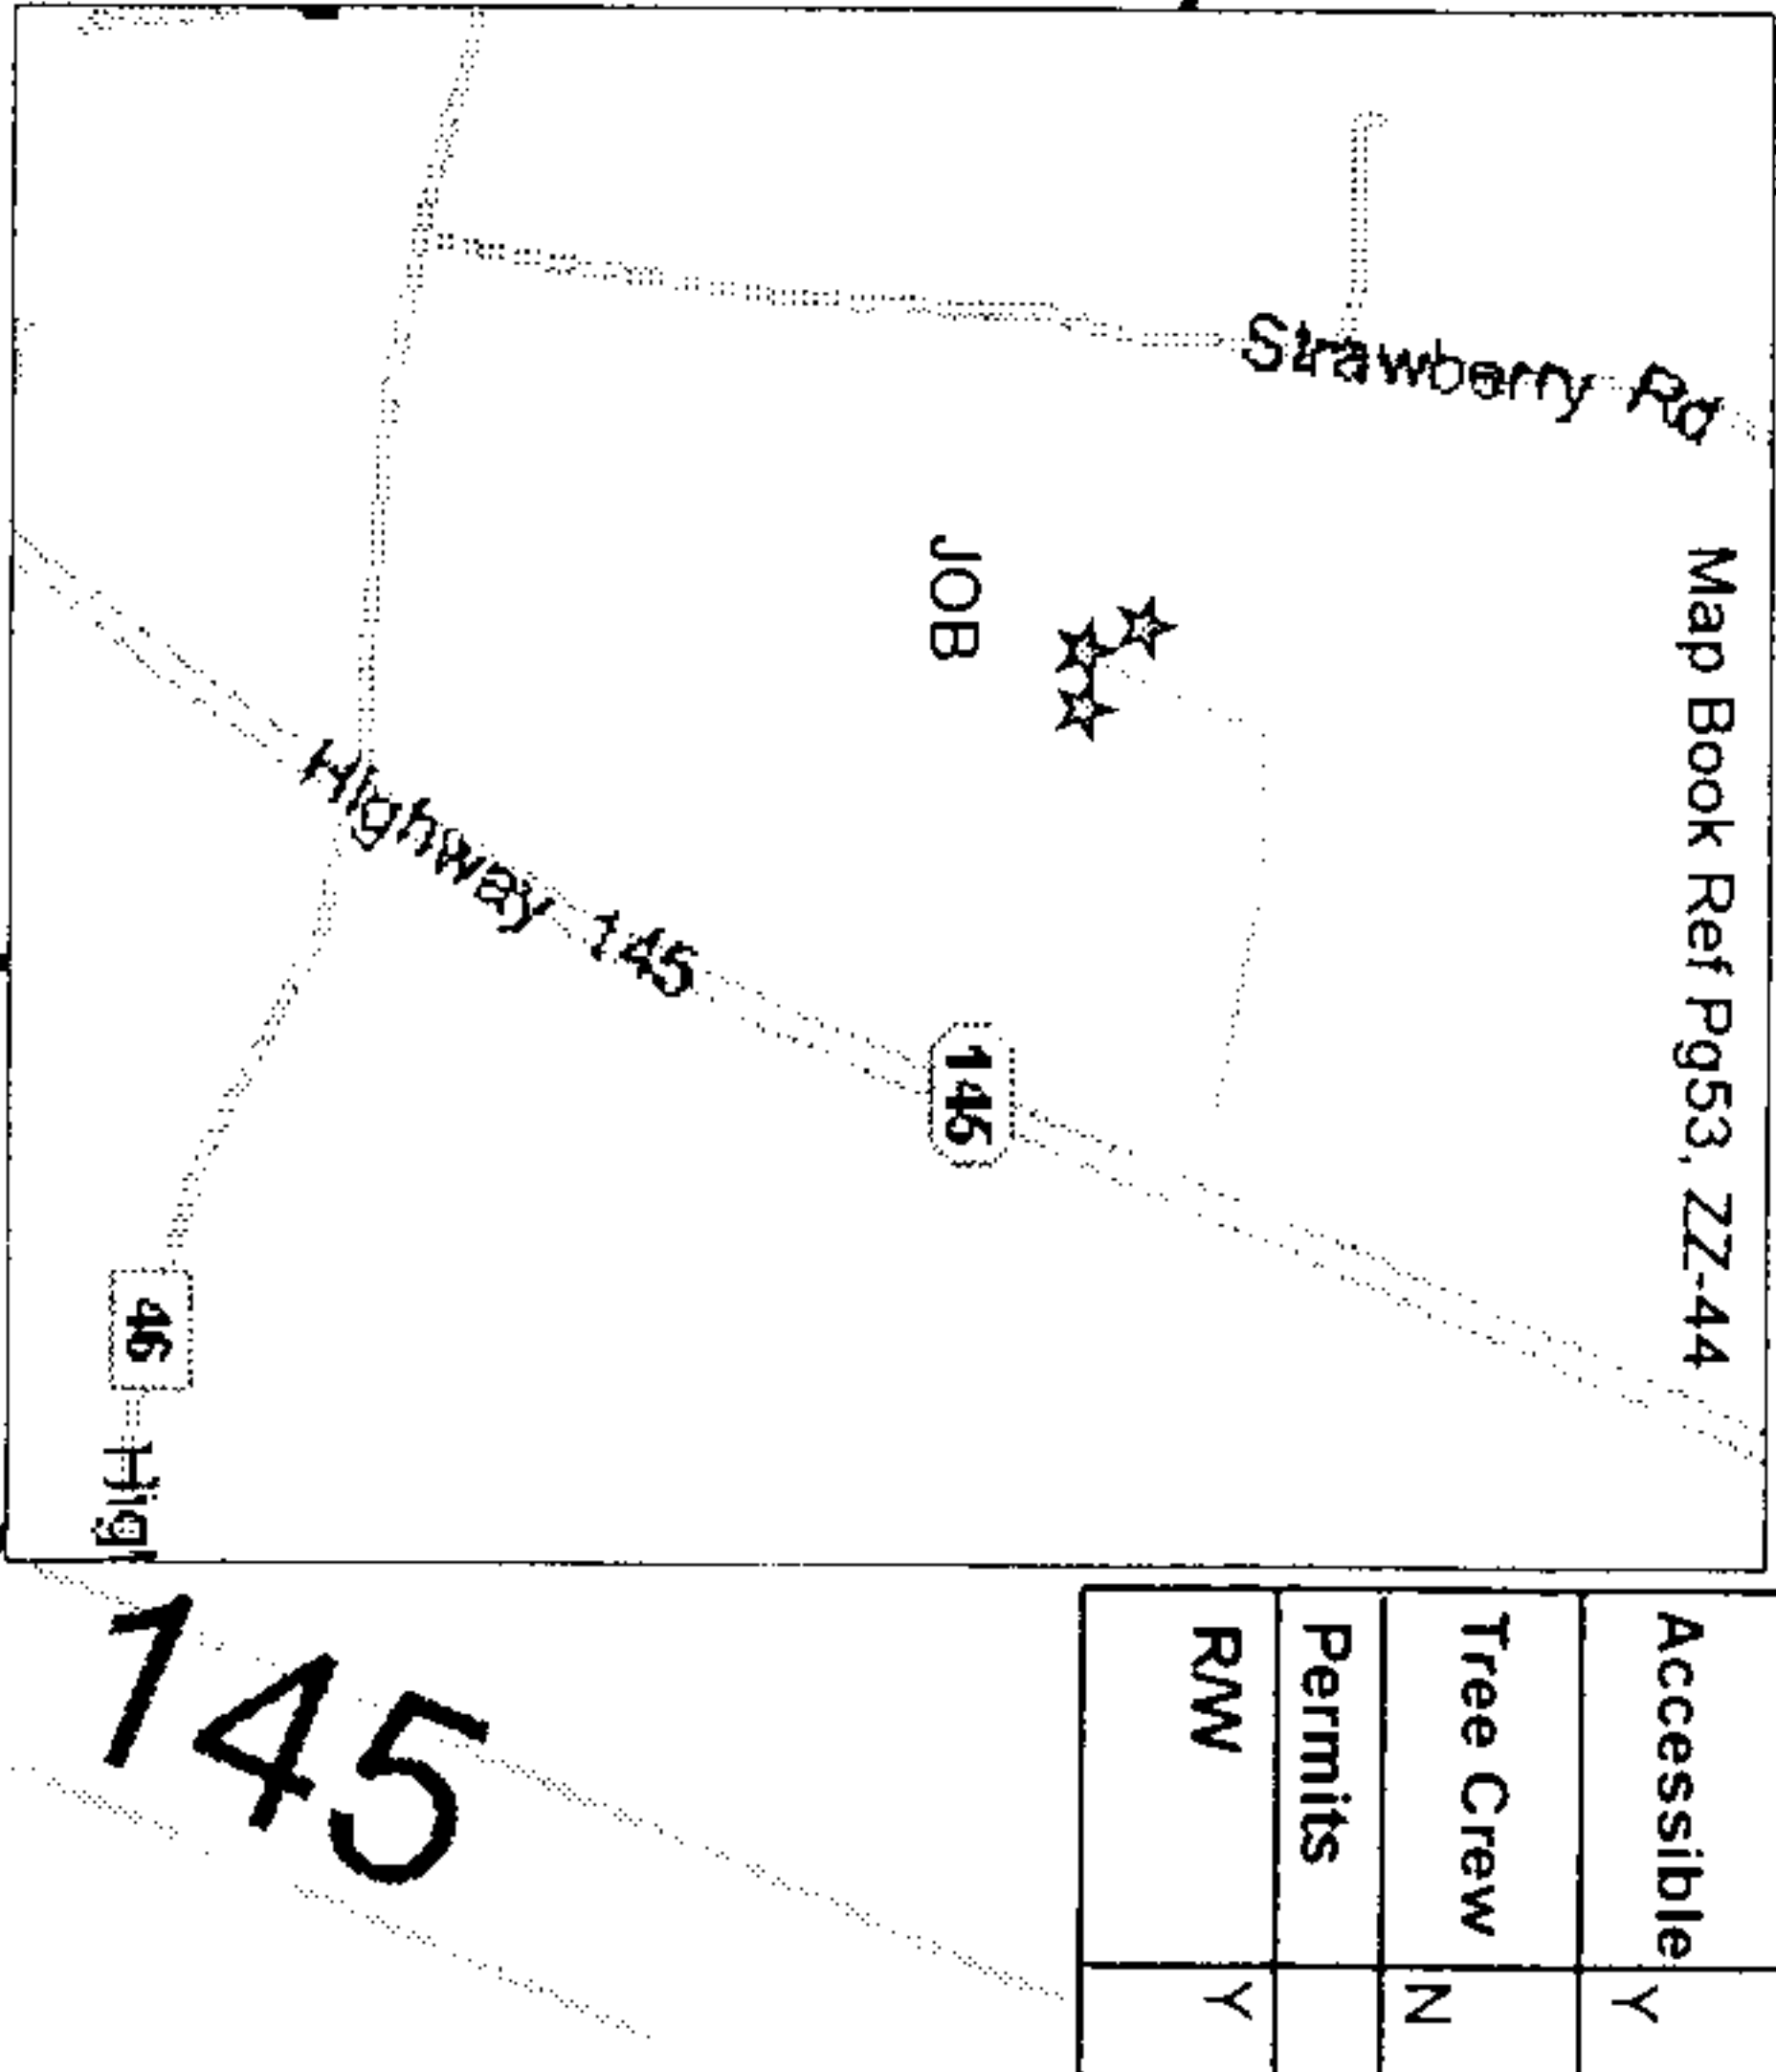 Map Book Ref Pg53, ZZ-44
Strawberry Rd
JOB
Highway 145
145
46
High
145
Accessible Y
Tree Crew N
Permits
RW Y